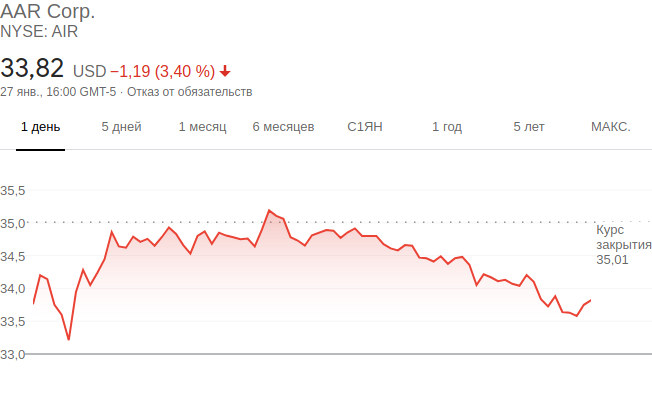 AAR Corp.
NYSE: AIR
33,82 USD −1,19 (3,40 %)
27 янв., 16:00 GMT-5 · Отказ от обязательств
1 день 5 дней 1 месяц 6 месяцев С1ЯН 1 год 5 лет МАКС.
35,5
35,0
Курс
закрытия
35,01
34,5
34,0
33,5
33,0